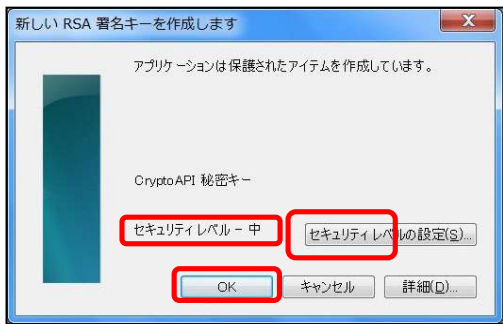 新しい RSA 署名キーを作成します
アプリケーションは保護されたアイテムを作成しています。
CryptoAPI 秘密キー
セキュリティ レベル - 中
セキュリティ レベルの設定(S)...
OK
キャンセル
詳細(D)...